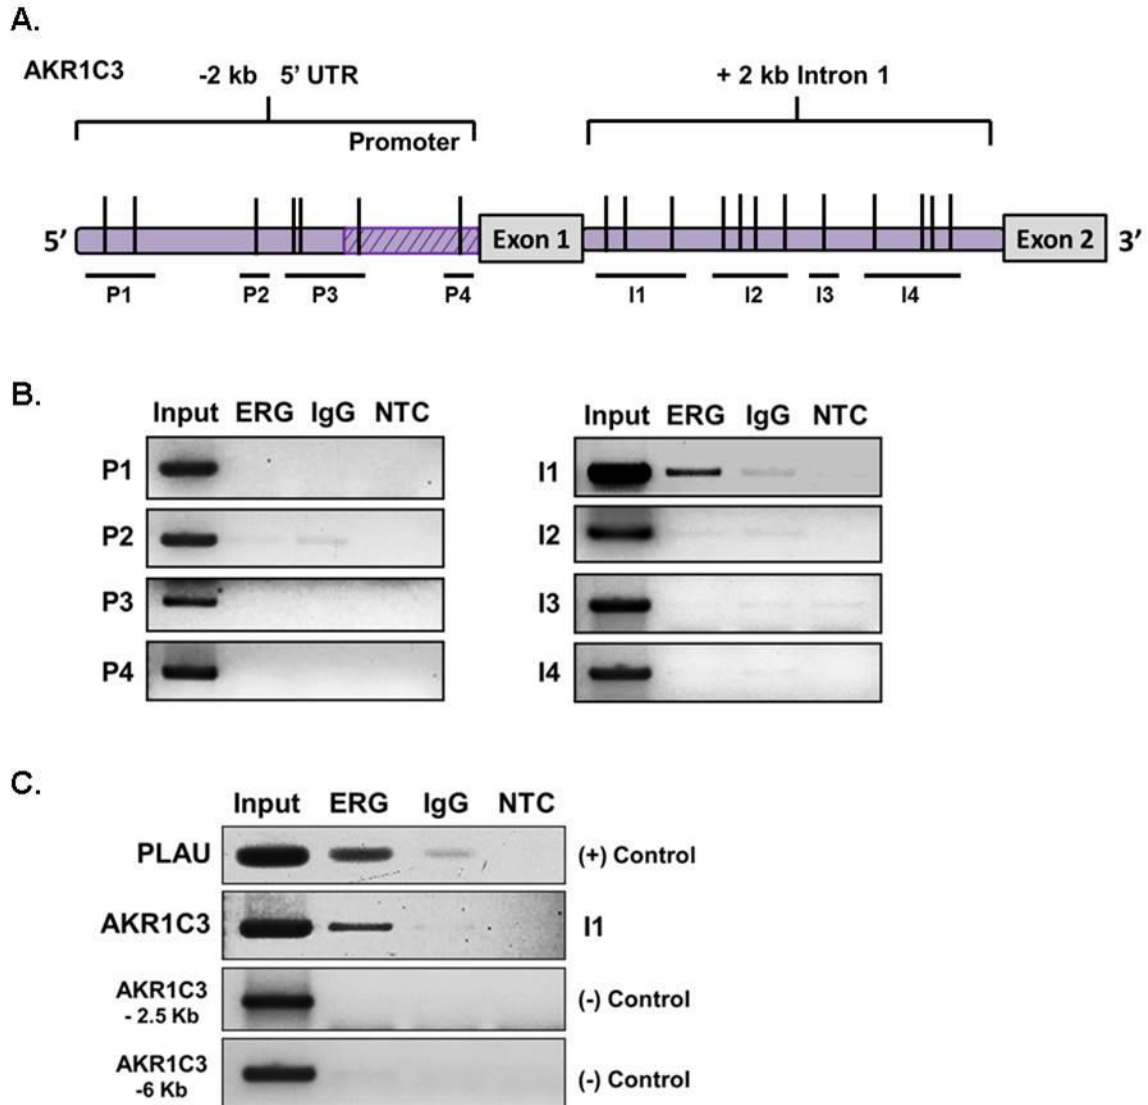 A.
AKR1C3 -2 kb 5' UTR + 2 kb Intron 1
Promoter
5' Exon 1 Exon 2 3'
P1 P2 P3 P4 I1 I2 I3 I4
B.
Input ERG IgG NTC
P1
P2
P3
P4
Input ERG IgG NTC
I1
I2
I3
I4
C.
Input ERG IgG NTC
PLAU (+) Control
AKR1C3 I1
AKR1C3 (-) Control
- 2.5 Kb
AKR1C3 (-) Control
-6 Kb